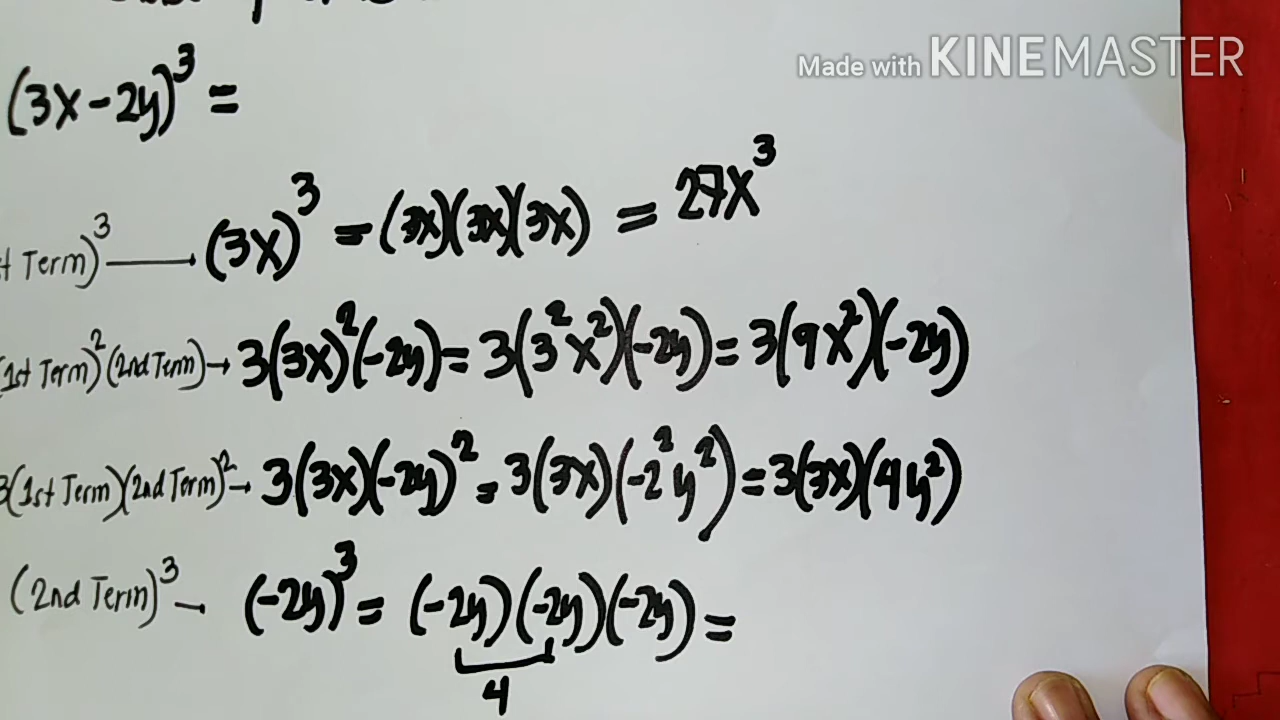 Made with KINEMASTER
(3x-2y)³ =
Term)³ (3x)³ = (3x)(3x)(3x) = 27x³
(1st Term)²(2nd Term) → 3(3x)²(-2y) = 3(3²x²)(-2y) = 3(9x²)(-2y)
3(1st Term)(2nd Term)² - 3(3x)(-2y)² = 3(3x)(-2²y²) = 3(3x)(4y²)
(2nd Term)³ - (-2y)³ = (-2y)(-2y)(-2y) =
4